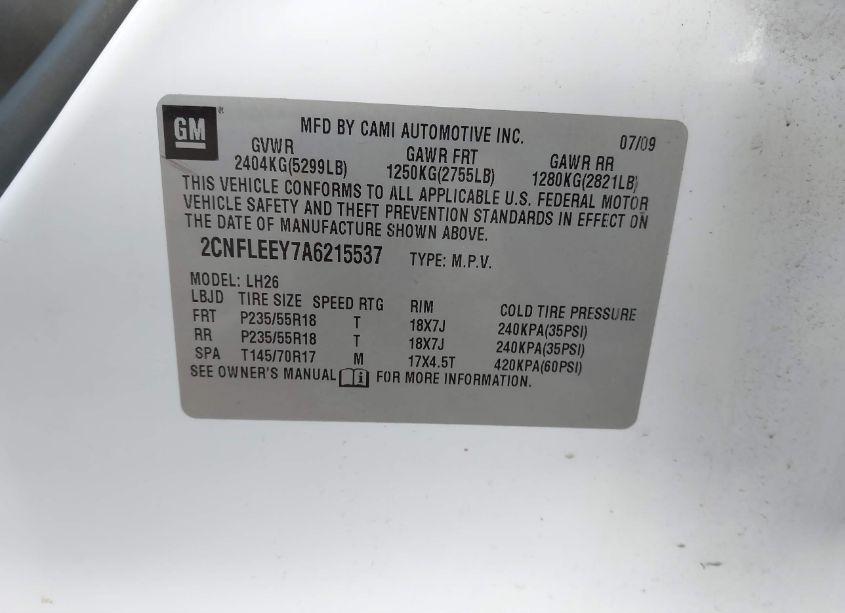 GM
MFD BY CAMI AUTOMOTIVE INC. 07/09
GVWR GAWR FRT GAWR RR
2404KG(5299LB) 1250KG(2755LB) 1280KG(2821LB)
THIS VEHICLE CONFORMS TO ALL APPLICABLE U.S. FEDERAL MOTOR
VEHICLE SAFETY AND THEFT PREVENTION STANDARDS IN EFFECT ON
THE DATE OF MANUFACTURE SHOWN ABOVE.
2CNFLEEY7A6215537 TYPE: M.P.V.
MODEL: LH26
LBJD TIRE SIZE SPEED RTG RIM COLD TIRE PRESSURE
FRT P235/55R18 T 18X7J 240KPA(35PSI)
RR P235/55R18 T 18X7J 240KPA(35PSI)
SPA T145/70R17 M 17X4.5T 420KPA(60PSI)
SEE OWNER'S MANUAL FOR MORE INFORMATION.